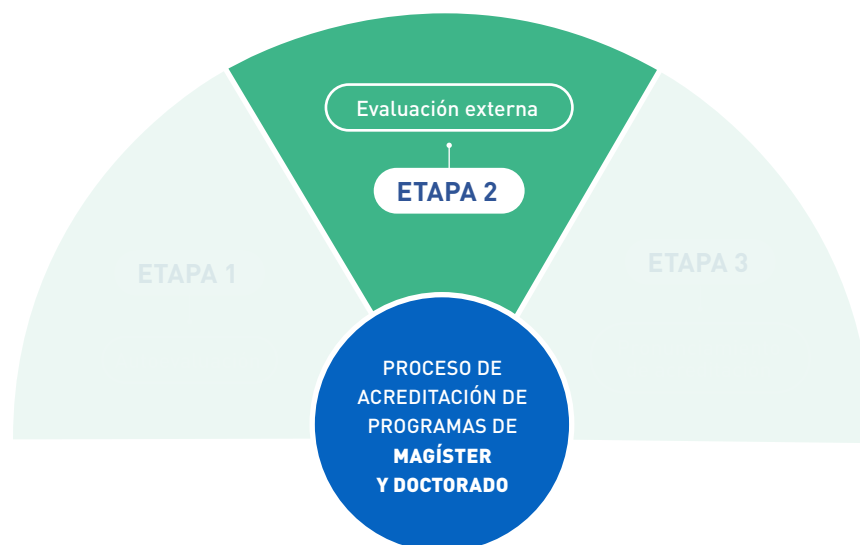 Evaluación externa
ETAPA 2
ETAPA 1
ETAPA 3
PROCESO DE
ACREDITACIÓN DE
PROGRAMAS DE
MAGÍSTER
Y DOCTORADO